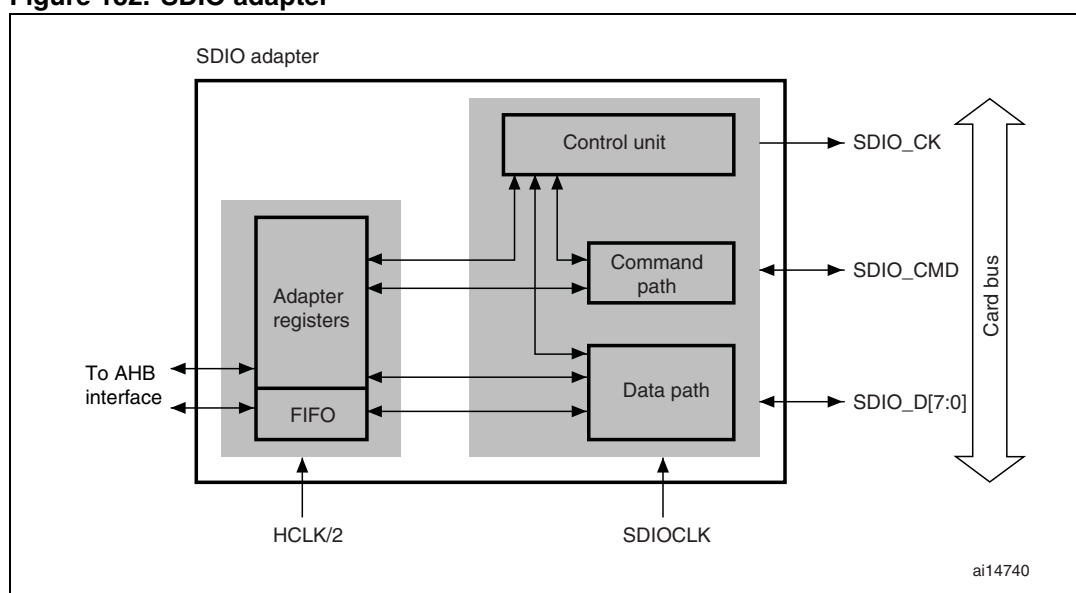 Figure 182. SDIO adapter
SDIO adapter
Control unit
SDIO_CK
Command
path
SDIO_CMD
Adapter
registers
Card bus
To AHB
interface
Data path
SDIO_D[7:0]
FIFO
HCLK/2
SDIOCLK
ai14740